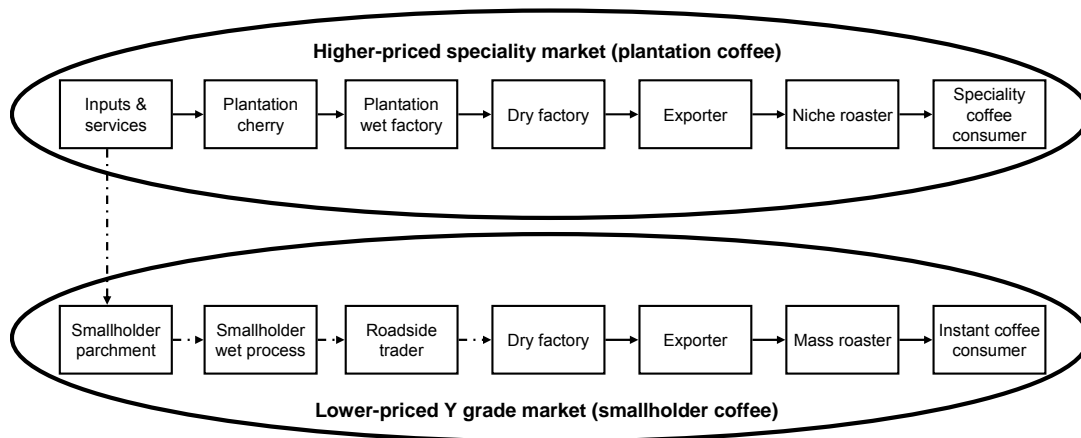 Higher-priced speciality market (plantation coffee)
Inputs &
services
Plantation
cherry
Plantation
wet factory
Dry factory
Exporter
Niche roaster
Speciality
coffee
consumer
Smallholder
parchment
Smallholder
wet process
Roadside
trader
Dry factory
Exporter
Mass roaster
Instant coffee
consumer
Lower-priced Y grade market (smallholder coffee)